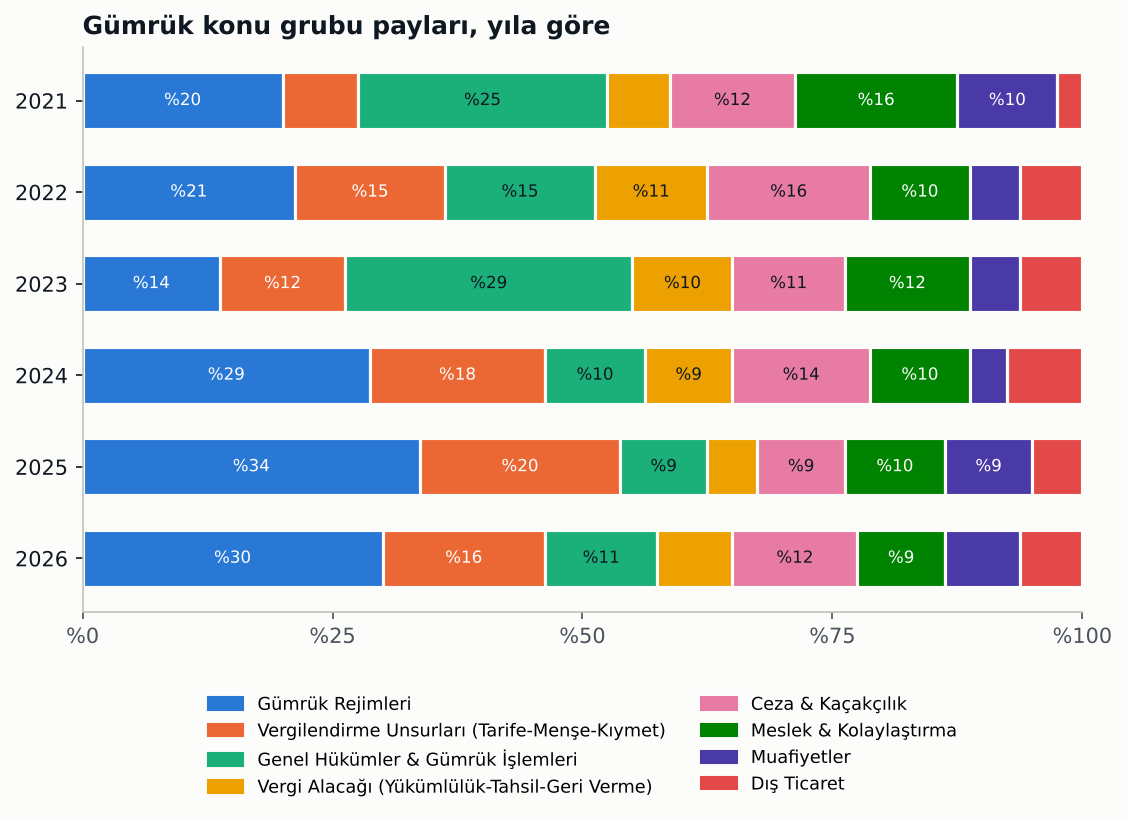 Gümrük konu grubu payları, yıla göre
2021 %20 %25 %12 %16 %10
2022 %21 %15 %15 %11 %16 %10
2023 %14 %12 %29 %10 %11 %12
2024 %29 %18 %10 %9 %14 %10
2025 %34 %20 %9 %9 %10 %9
2026 %30 %16 %11 %12 %9
%0 %25 %50 %75 %100
Gümrük Rejimleri
Vergilendirme Unsurları (Tarife-Menşe-Kıymet)
Genel Hükümler & Gümrük İşlemleri
Vergi Alacağı (Yükümlülük-Tahsil-Geri Verme)
Ceza & Kaçakçılık
Meslek & Kolaylaştırma
Muafiyetler
Dış Ticaret